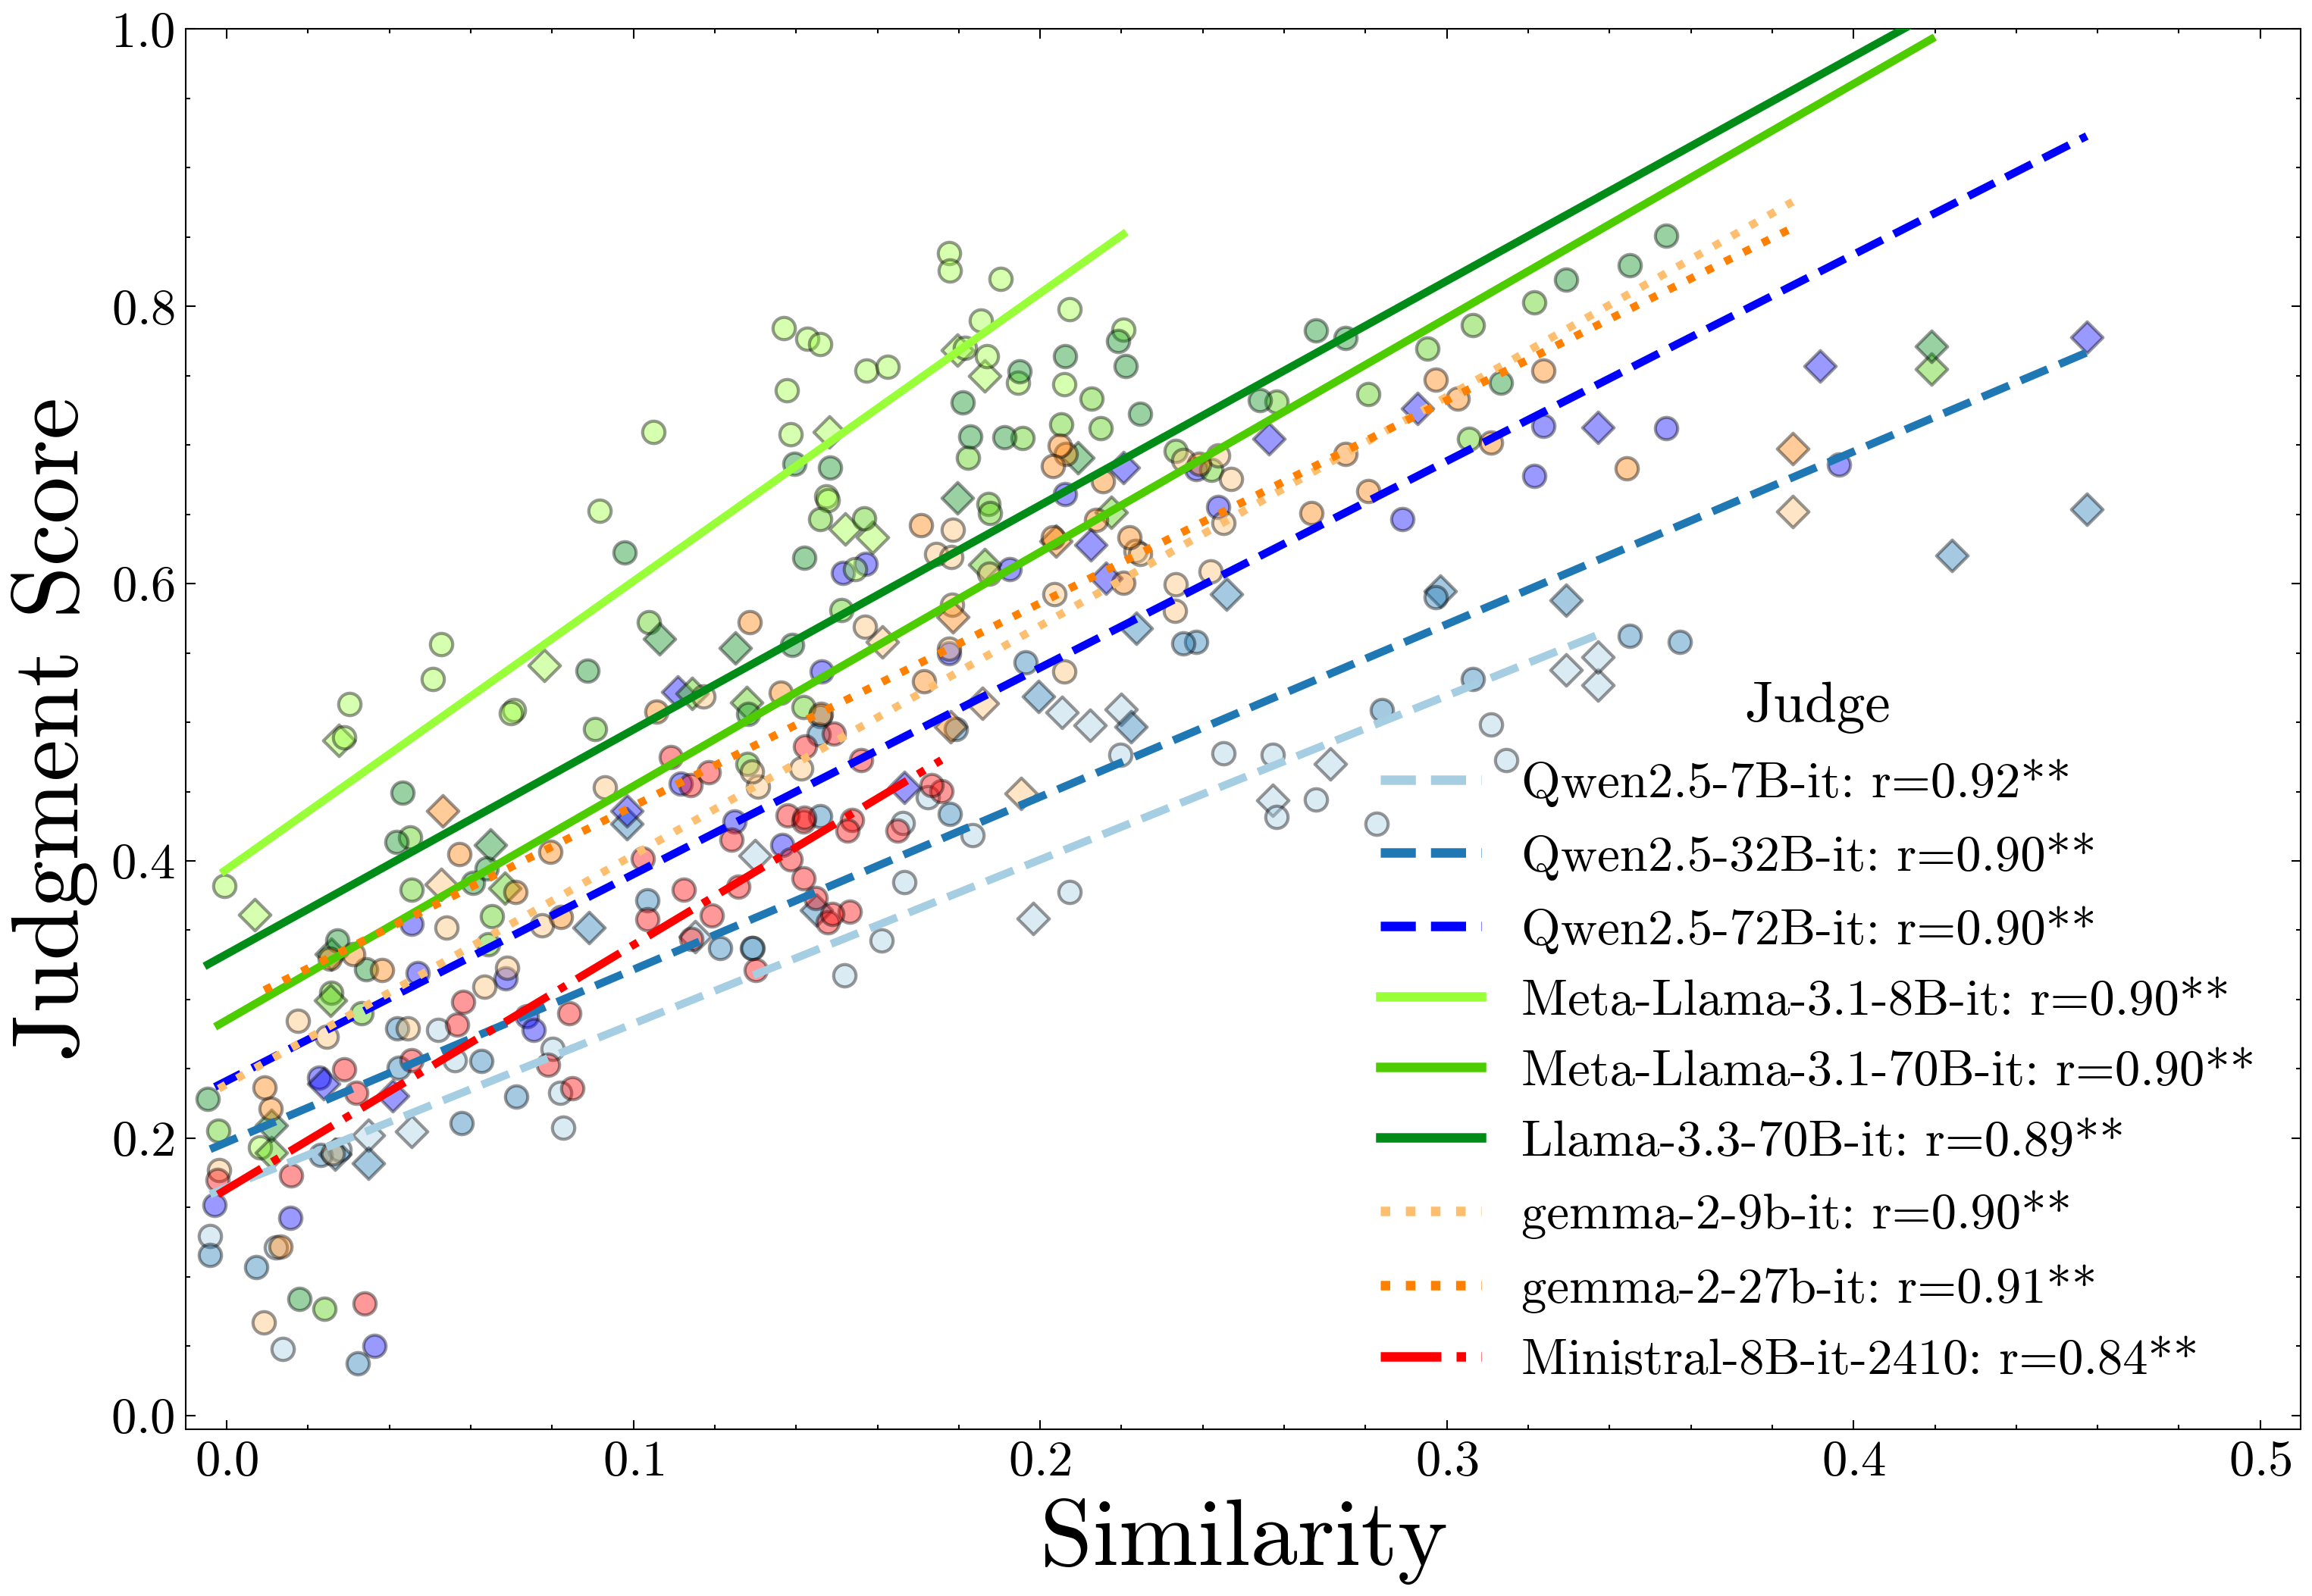 1.0
0.8
0.6
0.4
0.2
0.0
Judgment Score
Judge
Qwen2.5-7B-it: r=0.92**
Qwen2.5-32B-it: r=0.90**
Qwen2.5-72B-it: r=0.90**
Meta-Llama-3.1-8B-it: r=0.90**
Meta-Llama-3.1-70B-it: r=0.90**
Llama-3.3-70B-it: r=0.89**
gemma-2-9b-it: r=0.90**
gemma-2-27b-it: r=0.91**
Ministral-8B-it-2410: r=0.84**
0.0 0.1 0.2 0.3 0.4 0.5
Similarity